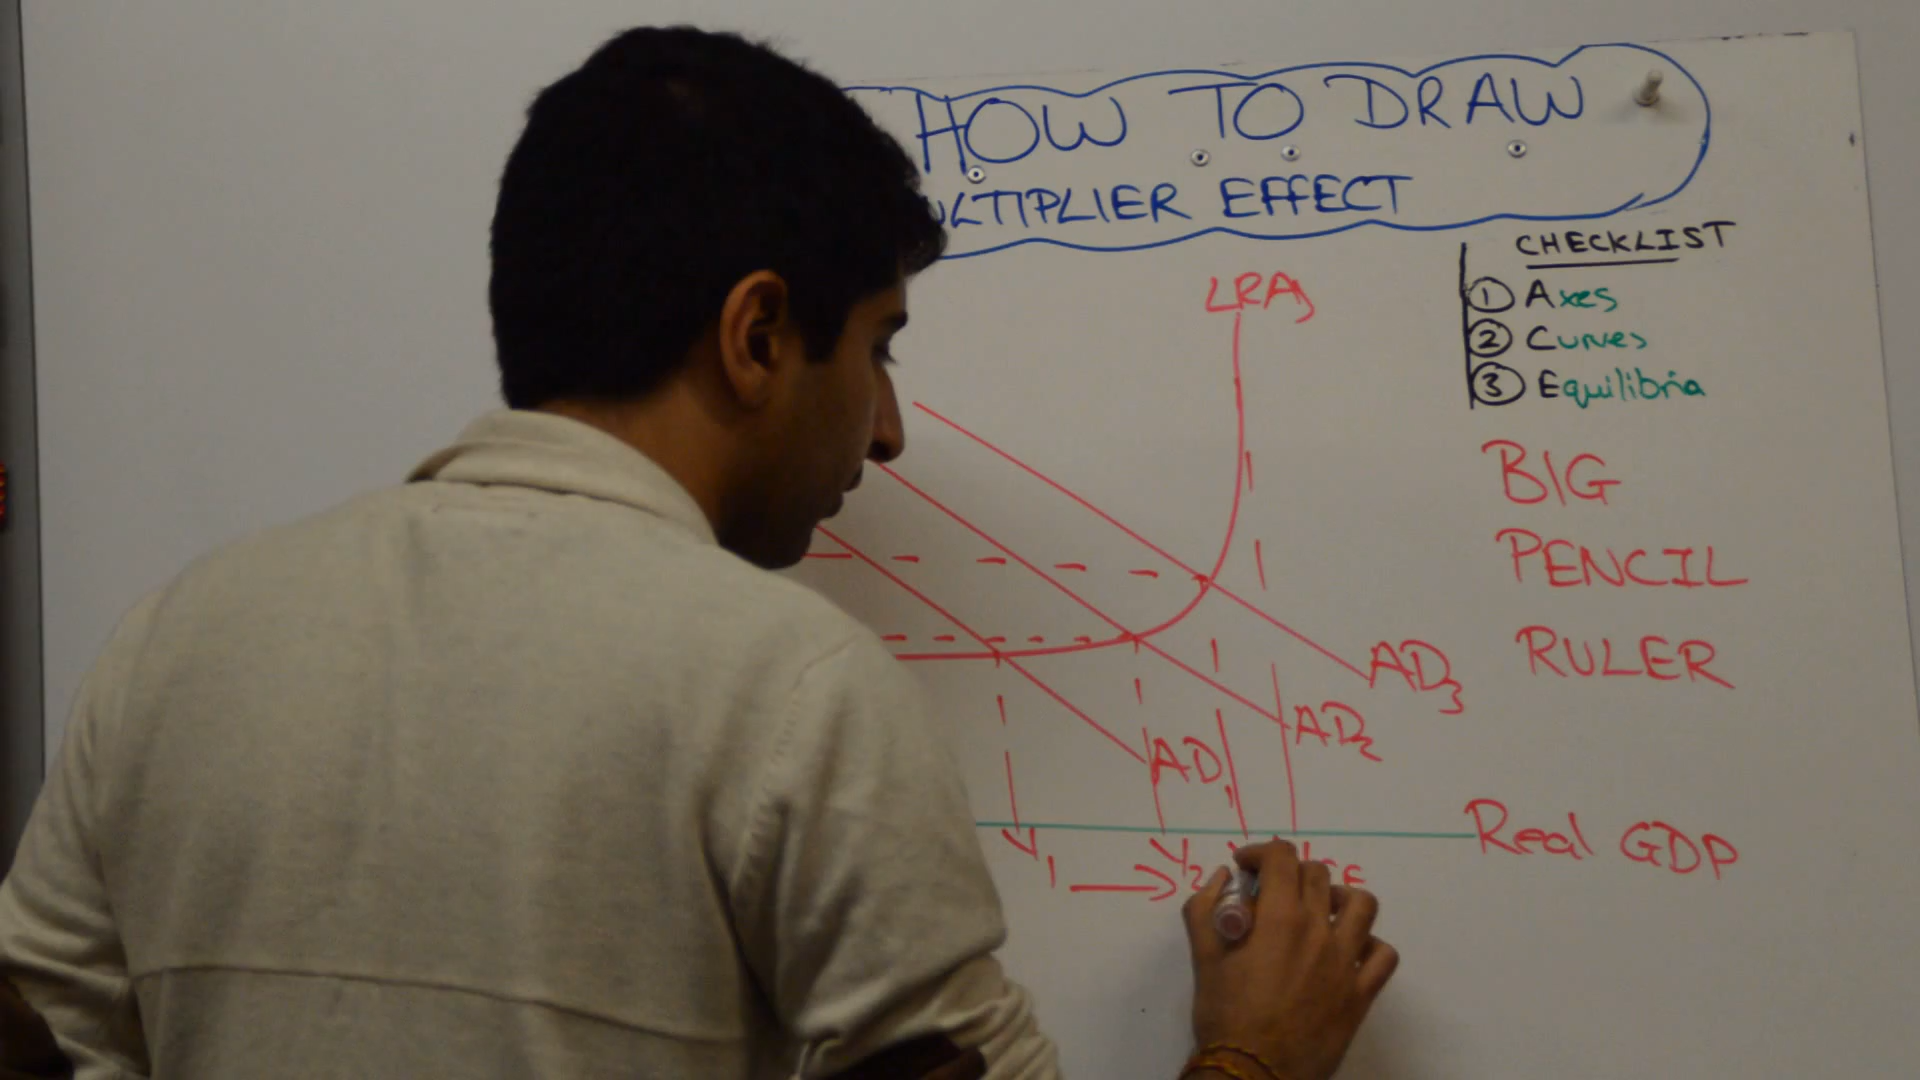 HOW TO DRAW
MULTIPLIER EFFECT
CHECKLIST
1 Axes
2 Curves
3 Equilibria
BIG
PENCIL
RULER
LRAS
AD3
AD2
AD1
Real GDP
Y1
Y2